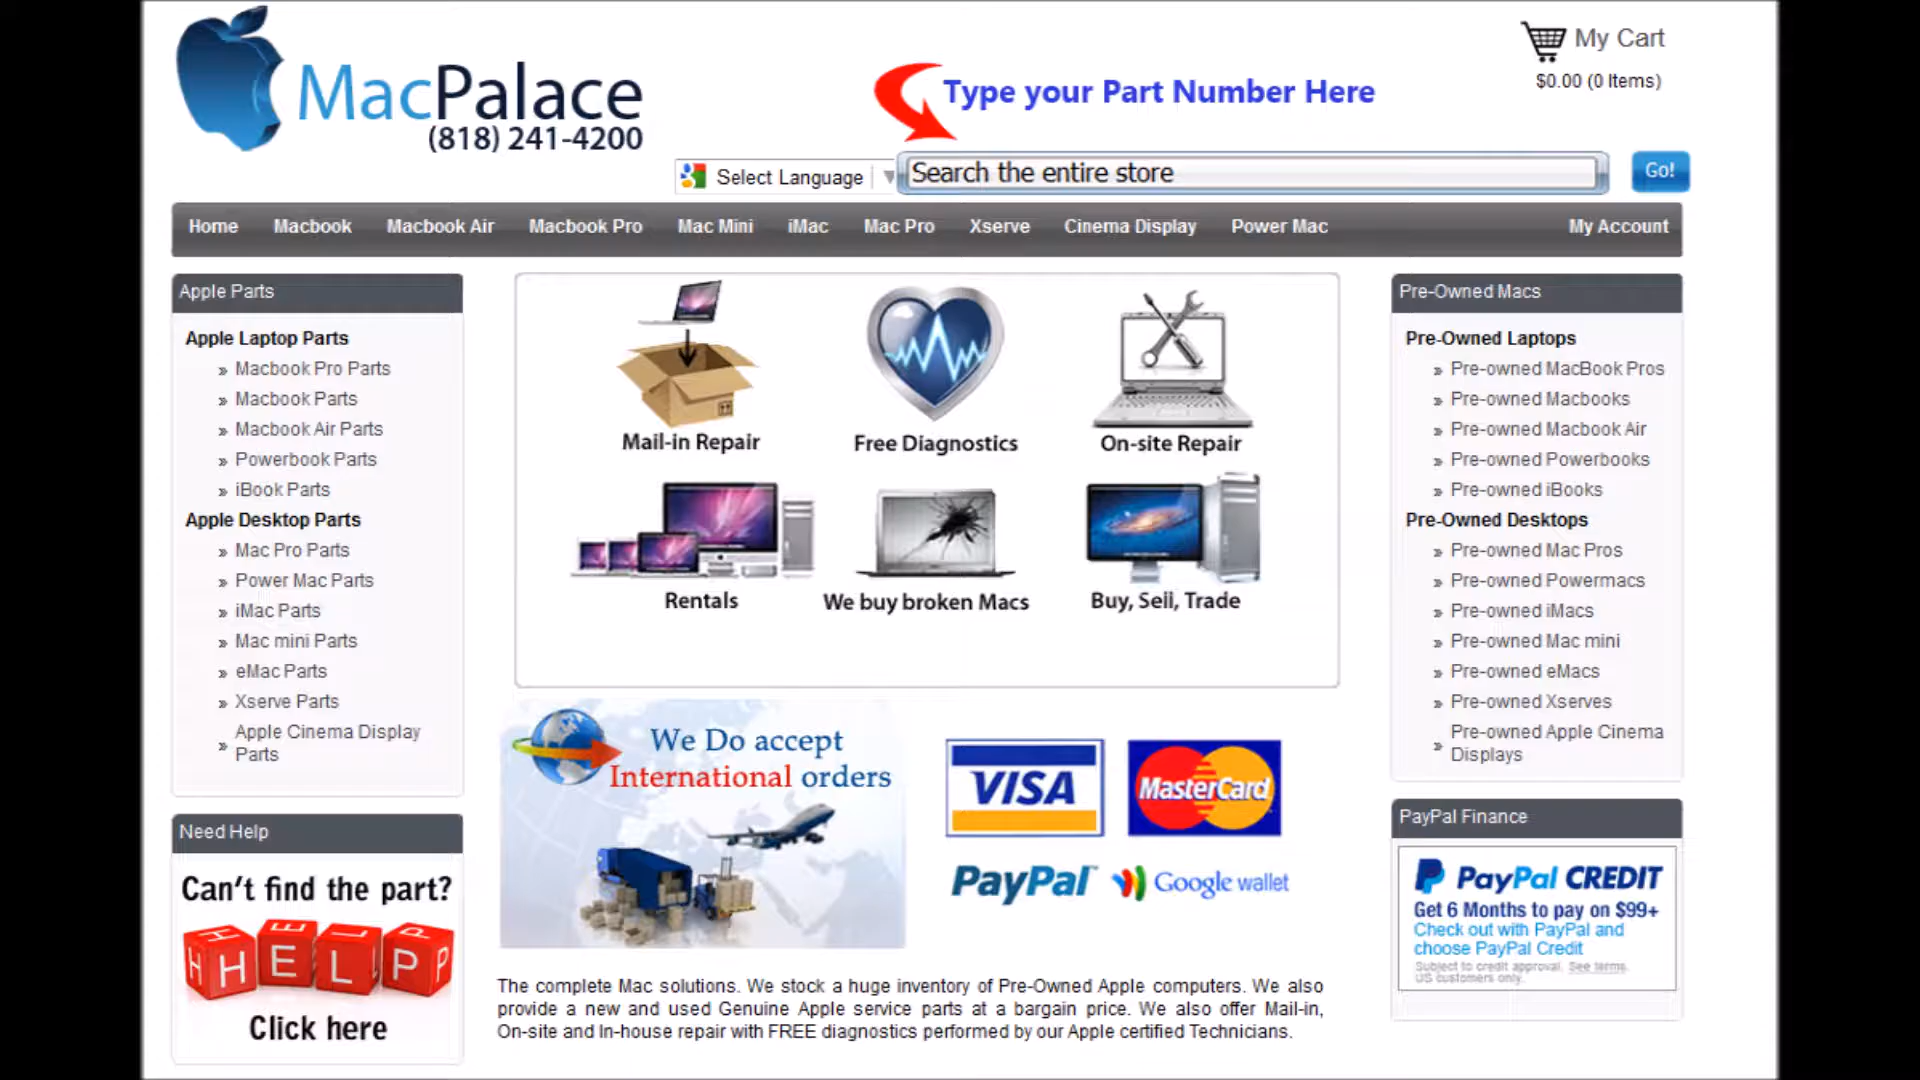 MacPalace
(818) 241-4200
Type your Part Number Here
My Cart
$0.00 (0 Items)
Select Language
Search the entire store
Go!
Home Macbook Macbook Air Macbook Pro Mac Mini iMac Mac Pro Xserve Cinema Display Power Mac My Account
Apple Parts
Apple Laptop Parts
» Macbook Pro Parts
» Macbook Parts
» Macbook Air Parts
» Powerbook Parts
» iBook Parts
Apple Desktop Parts
» Mac Pro Parts
» Power Mac Parts
» iMac Parts
» Mac mini Parts
» eMac Parts
» Xserve Parts
» Apple Cinema Display
Parts
Need Help
Can't find the part?
HELP
Click here
Mail-in Repair
Free Diagnostics
On-site Repair
Rentals
We buy broken Macs
Buy, Sell, Trade
We Do accept
International orders
VISA
MasterCard
PayPal
Google wallet
The complete Mac solutions. We stock a huge inventory of Pre-Owned Apple computers. We also
provide a new and used Genuine Apple service parts at a bargain price. We also offer Mail-in,
On-site and In-house repair with FREE diagnostics performed by our Apple certified Technicians.
Pre-Owned Macs
Pre-Owned Laptops
» Pre-owned MacBook Pros
» Pre-owned Macbooks
» Pre-owned Macbook Air
» Pre-owned Powerbooks
» Pre-owned iBooks
Pre-Owned Desktops
» Pre-owned Mac Pros
» Pre-owned Powermacs
» Pre-owned iMacs
» Pre-owned Mac mini
» Pre-owned eMacs
» Pre-owned Xserves
» Pre-owned Apple Cinema
Displays
PayPal Finance
PayPal CREDIT
Get 6 Months to pay on $99+
Check out with PayPal and
choose PayPal Credit
Subject to credit approval. See terms.
US customers only.